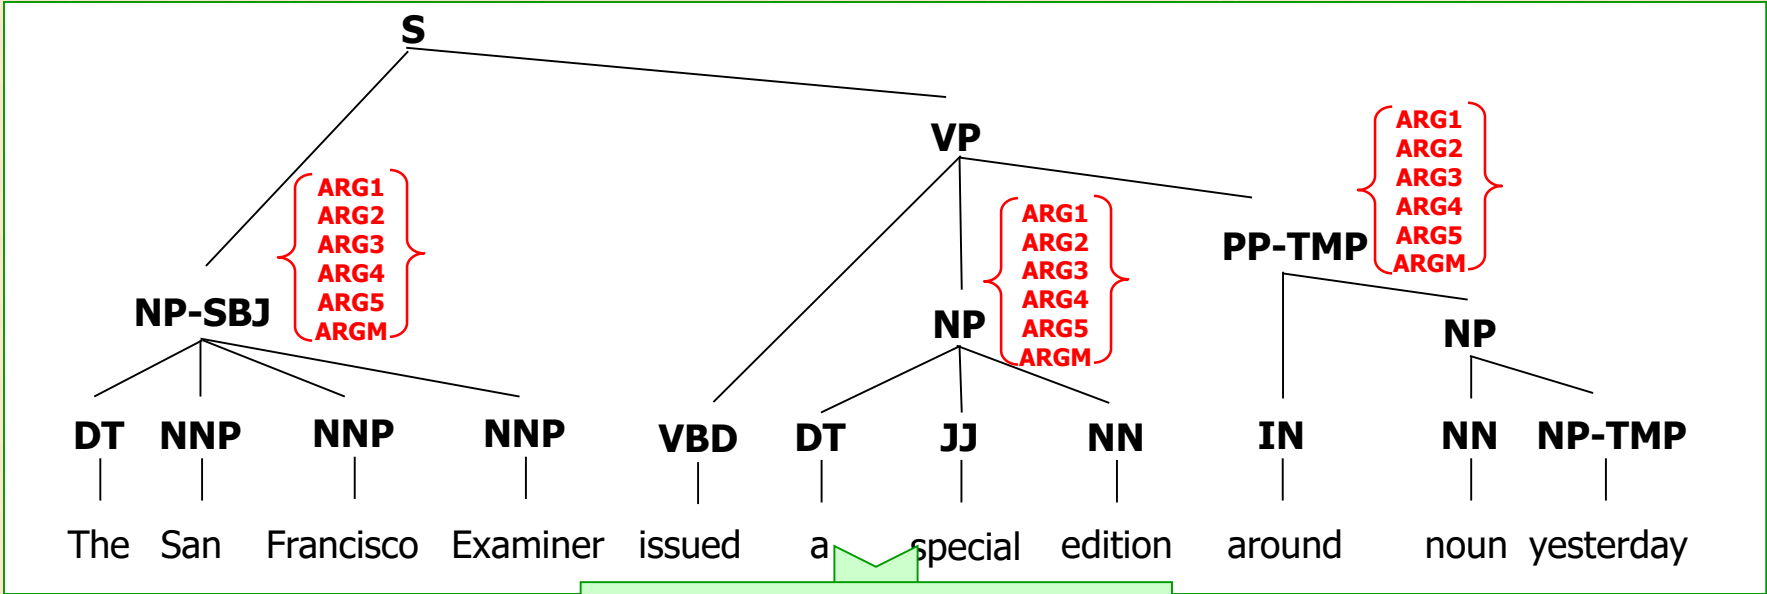 S
VP
ARG1
ARG2
ARG3
ARG4
ARG5
ARGM
PP-TMP
ARG1
ARG2
ARG3
ARG4
ARG5
ARGM
NP-SBJ
ARG1
ARG2
ARG3
ARG4
ARG5
ARGM
NP
NP
DT NNP NNP NNP VBD DT JJ NN IN NN NP-TMP
The San Francisco Examiner issued a special edition around noun yesterday